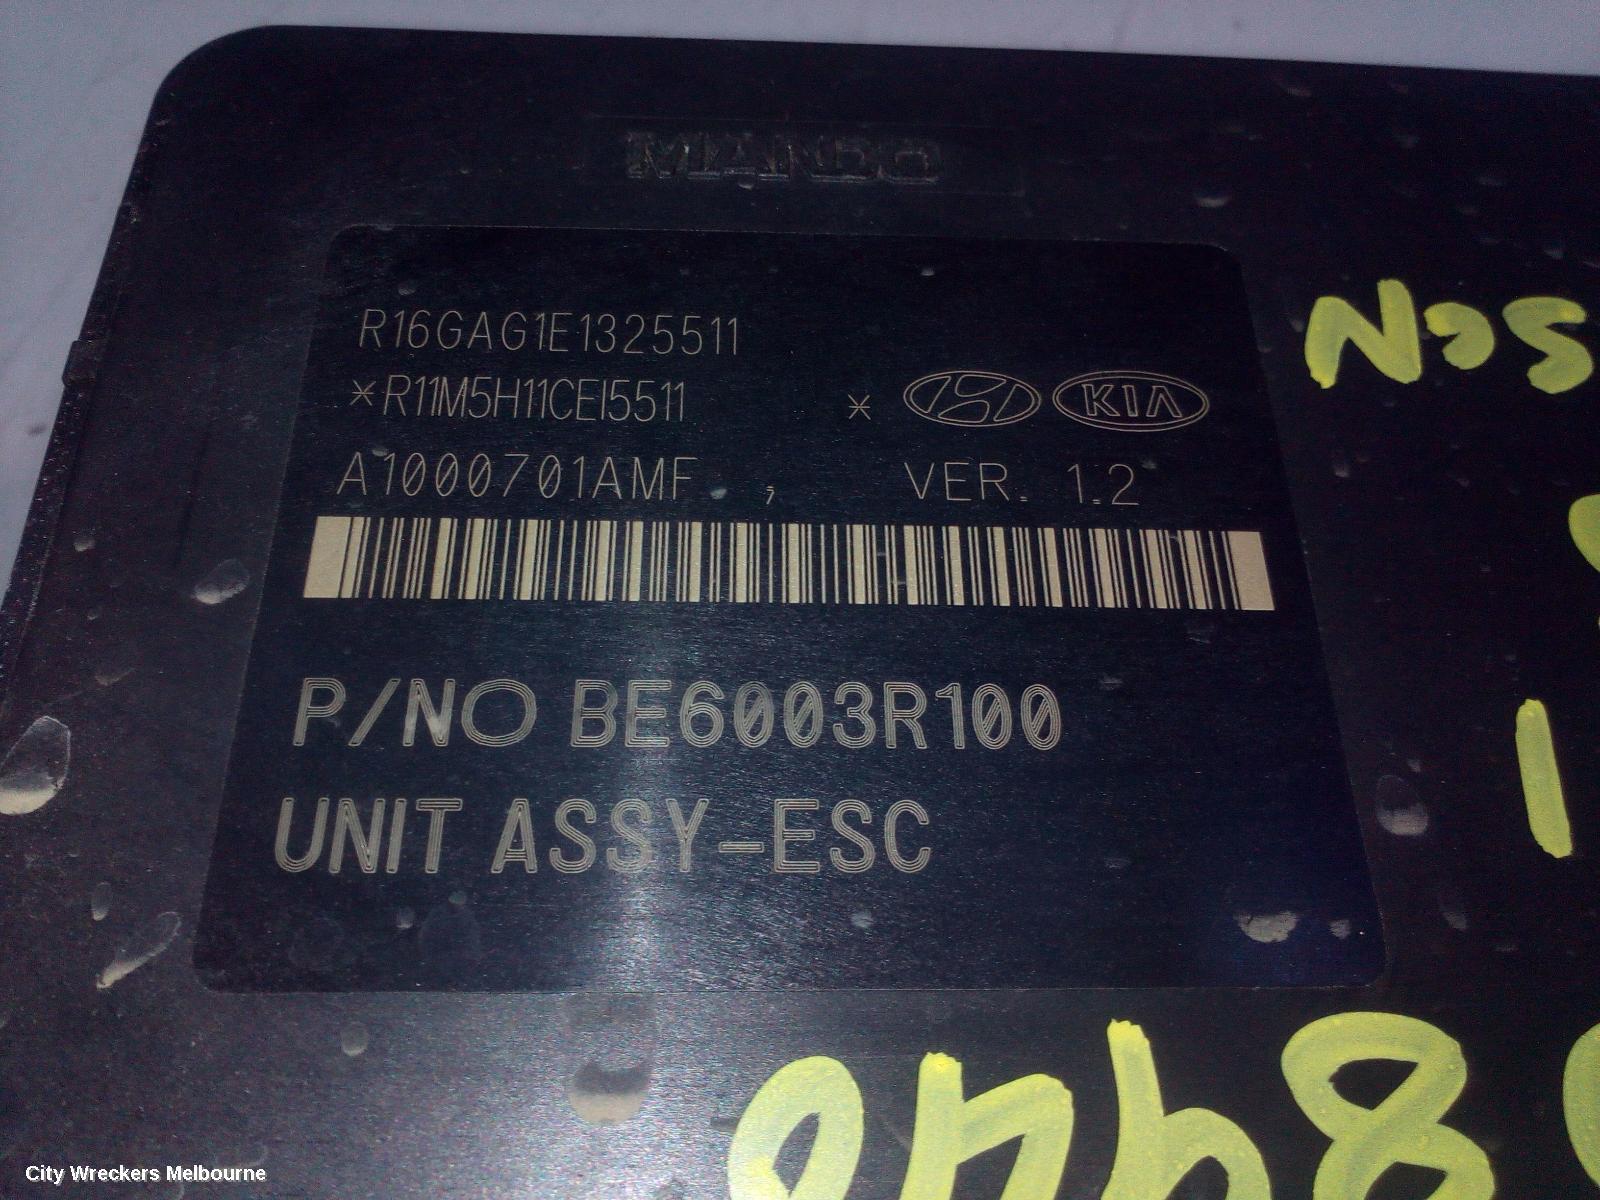 MANDO
R16GAG1E1325511
*R11M5H11CEI5511 * KIA
A1000701AMF , VER. 1.2
P/NO BE6003R100
UNIT ASSY-ESC
City Wreckers Melbourne